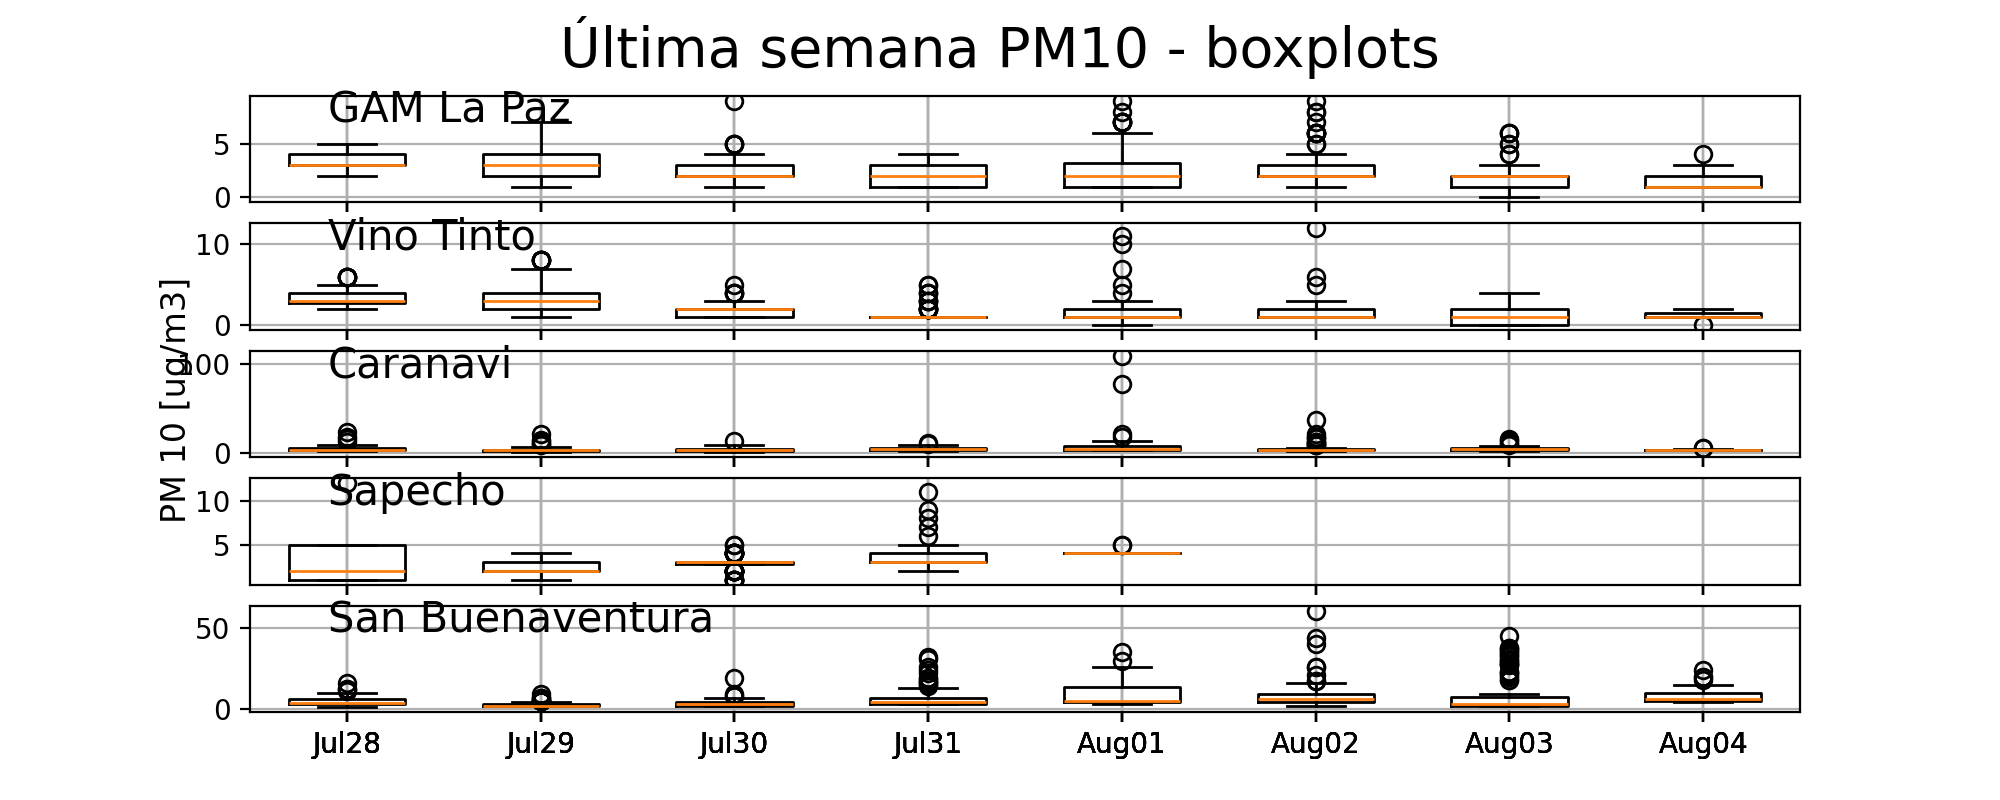 Última semana PM10 - boxplots
GAM La Paz
5
0
Vino Tinto
10
0
Caranavi
100
0
PM 10 [ug/m3]
Sapecho
10
5
San Buenaventura
50
0
Jul28 Jul29 Jul30 Jul31 Aug01 Aug02 Aug03 Aug04